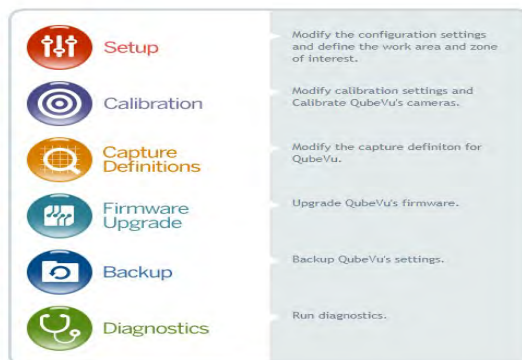 Setup
Modify the configuration settings
and define the work area and zone
of interest.
Calibration
Modify calibration settings and
Calibrate QubeVu's cameras.
Capture
Definitions
Modify the capture definiton for
QubeVu.
Firmware
Upgrade
Upgrade QubeVu's firmware.
Backup
Backup QubeVu's settings.
Diagnostics
Run diagnostics.